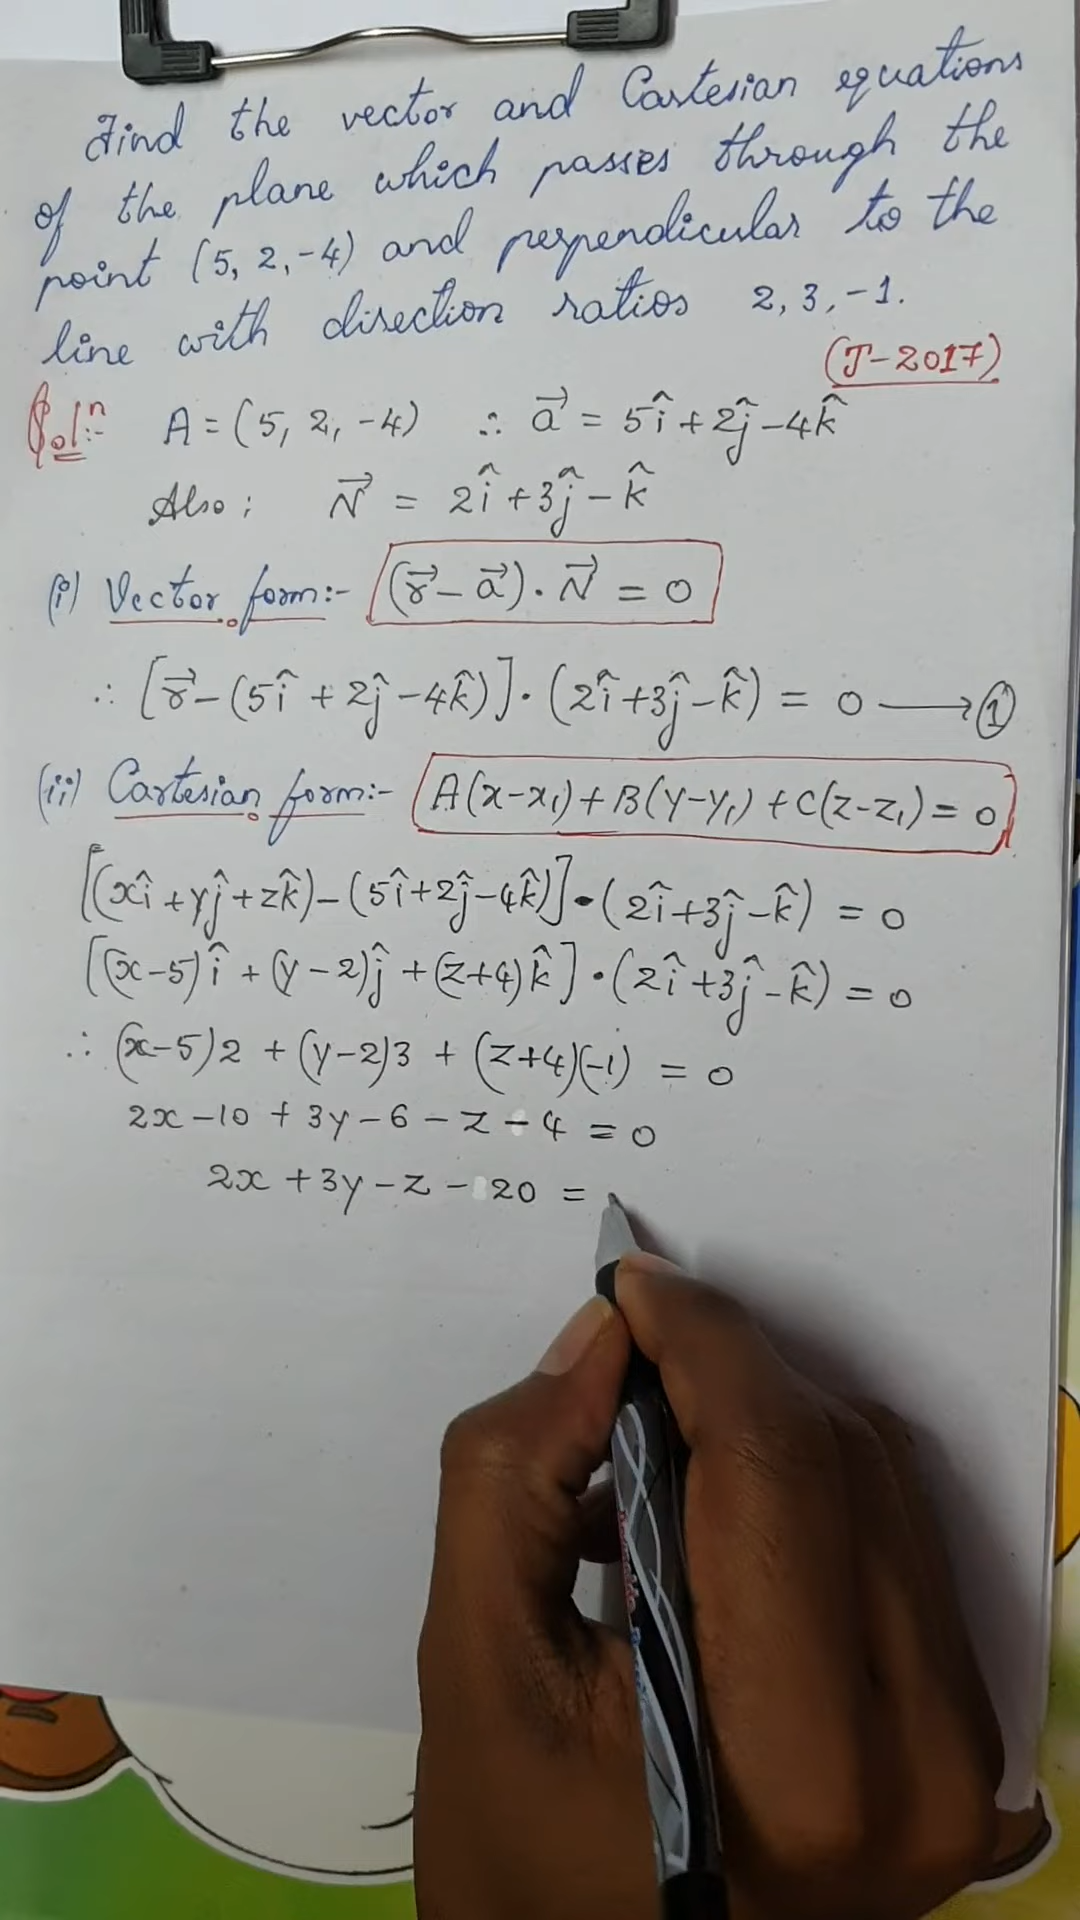 Find the vector and Cartesian equations
of the plane which passes through the
point (5, 2, -4) and perpendicular to the
line with direction ratios 2, 3, -1.
(J-2017)
Solⁿ:- A = (5, 2, -4) ∴ a⃗ = 5î + 2ĵ - 4k̂
Also; N⃗ = 2î + 3ĵ - k̂
(i) Vector form:- (r⃗ - a⃗) · N⃗ = 0
∴ [r⃗ - (5î + 2ĵ - 4k̂)] · (2î + 3ĵ - k̂) = 0 → ①
(ii) Cartesian form:- A(x-x₁) + B(y-y₁) + C(z-z₁) = 0
[(xî + yĵ + zk̂) - (5î + 2ĵ - 4k̂)] · (2î + 3ĵ - k̂) = 0
[(x-5)î + (y-2)ĵ + (z+4)k̂] · (2î + 3ĵ - k̂) = 0
∴ (x-5)2 + (y-2)3 + (z+4)(-1) = 0
2x - 10 + 3y - 6 - z - 4 = 0
2x + 3y - z - 20 =